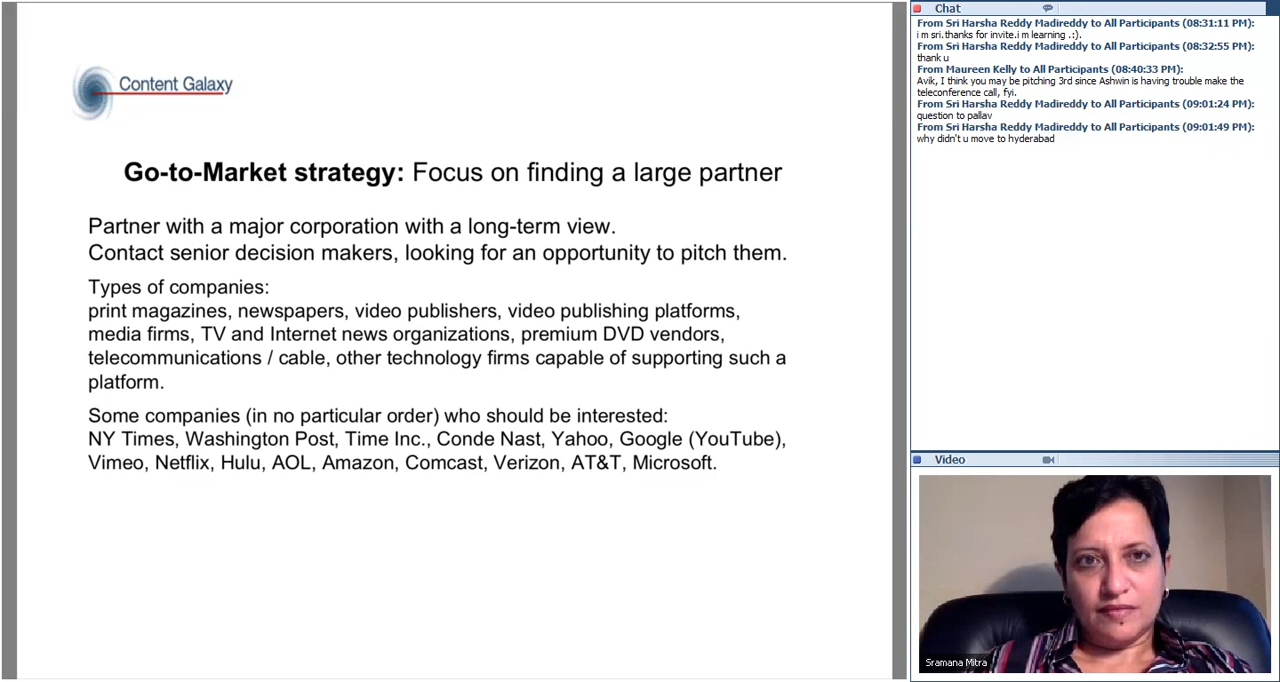 Content Galaxy
Go-to-Market strategy: Focus on finding a large partner
Partner with a major corporation with a long-term view.
Contact senior decision makers, looking for an opportunity to pitch them.
Types of companies:
print magazines, newspapers, video publishers, video publishing platforms,
media firms, TV and Internet news organizations, premium DVD vendors,
telecommunications / cable, other technology firms capable of supporting such a
platform.
Some companies (in no particular order) who should be interested:
NY Times, Washington Post, Time Inc., Conde Nast, Yahoo, Google (YouTube),
Vimeo, Netflix, Hulu, AOL, Amazon, Comcast, Verizon, AT&T, Microsoft.
Chat
From Sri Harsha Reddy Madireddy to All Participants (08:31:11 PM):
i m sri.thanks for invite.i m learning .:).
From Sri Harsha Reddy Madireddy to All Participants (08:32:55 PM):
thank u
From Maureen Kelly to All Participants (08:40:33 PM):
Avik, I think you may be pitching 3rd since Ashwin is having trouble make the
teleconference call, fyi.
From Sri Harsha Reddy Madireddy to All Participants (09:01:24 PM):
question to pallav
From Sri Harsha Reddy Madireddy to All Participants (09:01:49 PM):
why didn't u move to hyderabad
Video
Sramana Mitra